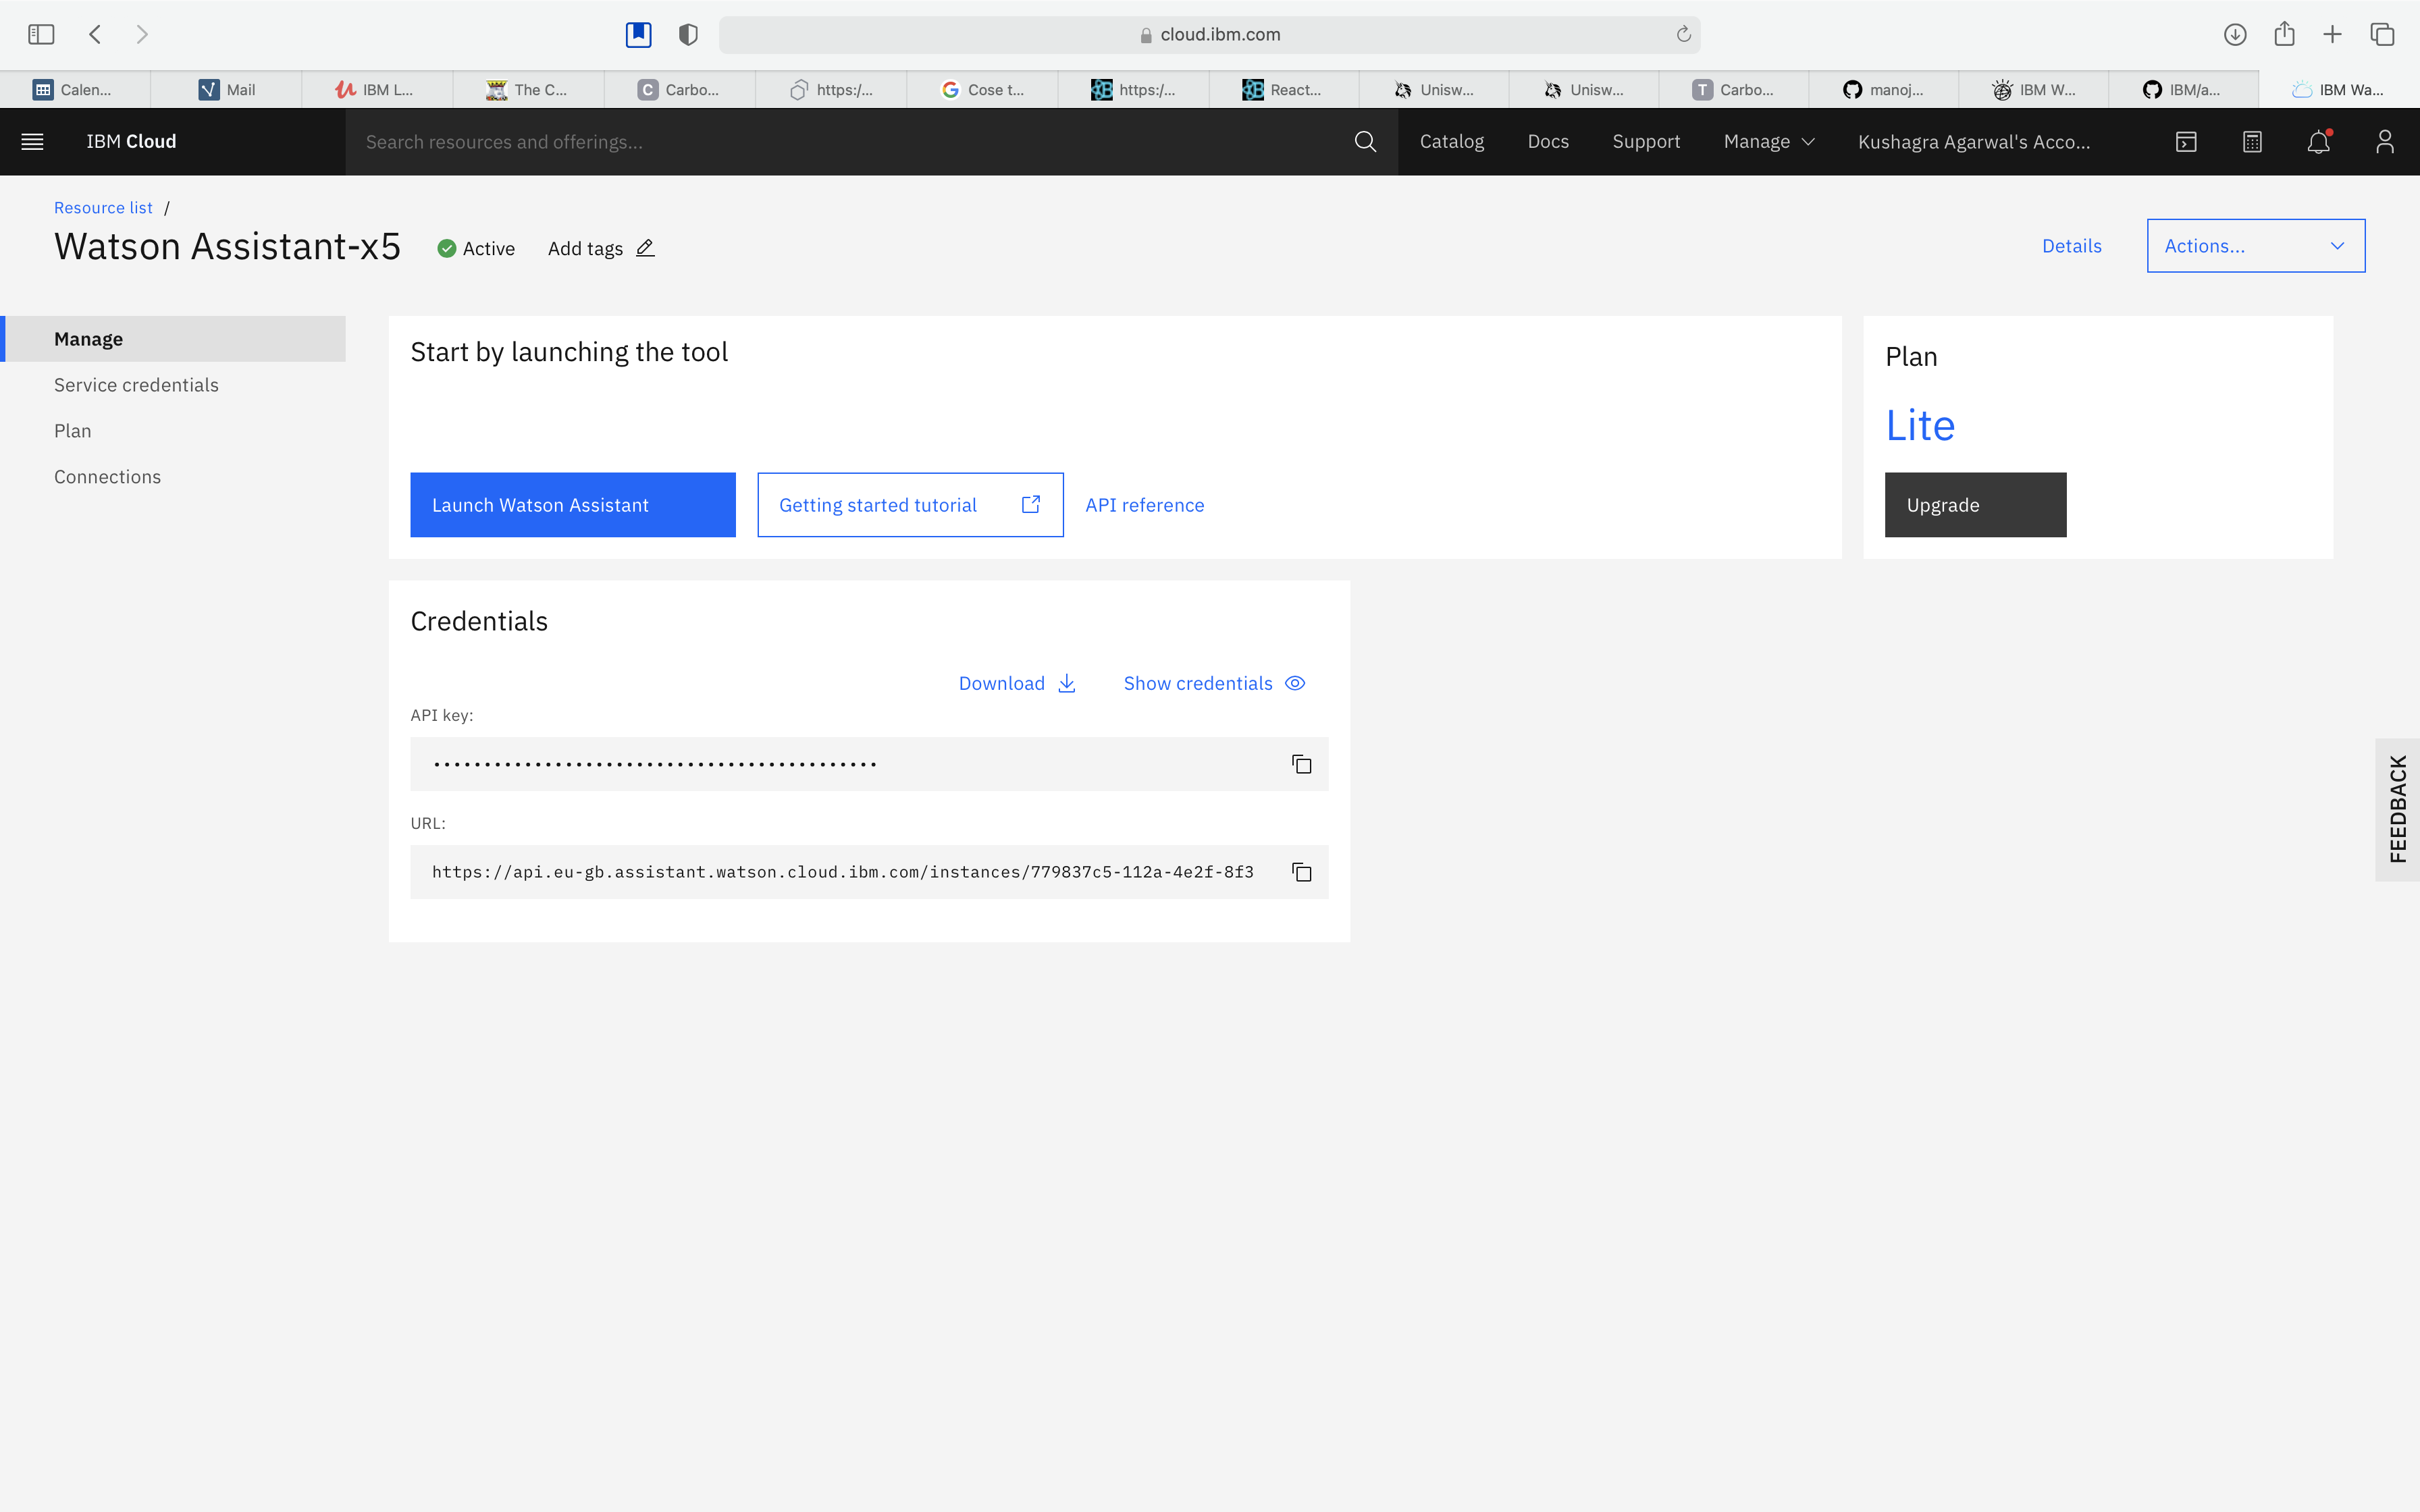 cloud.ibm.com
Calen...
Mail
IBM L...
The C...
Carbo...
https:/...
Cose t...
https:/...
React...
Unisw...
Unisw...
Carbo...
manoj...
IBM W...
IBM/a...
IBM Wa...
IBM Cloud
Search resources and offerings...
Catalog
Docs
Support
Manage
Kushagra Agarwal's Acco...
Resource list /
Watson Assistant-x5
Active
Add tags
Details
Actions...
Manage
Service credentials
Plan
Connections
Start by launching the tool
Launch Watson Assistant
Getting started tutorial
API reference
Plan
Lite
Upgrade
Credentials
Download
Show credentials
API key:
URL:
https://api.eu-gb.assistant.watson.cloud.ibm.com/instances/779837c5-112a-4e2f-8f3
FEEDBACK